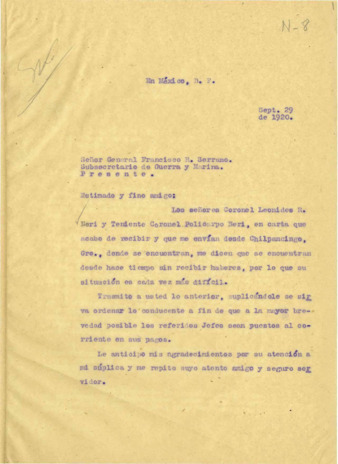 N-8
En México, D. F.
Sept. 29
de 1920.
Señor General Francisco R. Serrano.
Subsecretario de Guerra y Marina.
P r e s e n t e .
Estimado y fino amigo:
Los señores Coronel Leonides R.
Neri y Teniente Coronel Policarpo Neri, en carta que
acabo de recibir y que me envían desde Chilpancingo,
Gro., donde se encuentran, me dicen que se encuentran
desde hace tiempo sin recibir haberes, por lo que su
situación es cada vez más difícil.
Transmito a usted lo anterior, suplicándole se sir
va ordenar lo conducente a fin de que a la mayor bre-
vedad posible los referidos Jefes sean puestos al co-
rriente en sus pagos.
Le anticipo mis agradecimientos por su atención a
mi súplica y me repito suyo atento amigo y seguro ser
vidor.